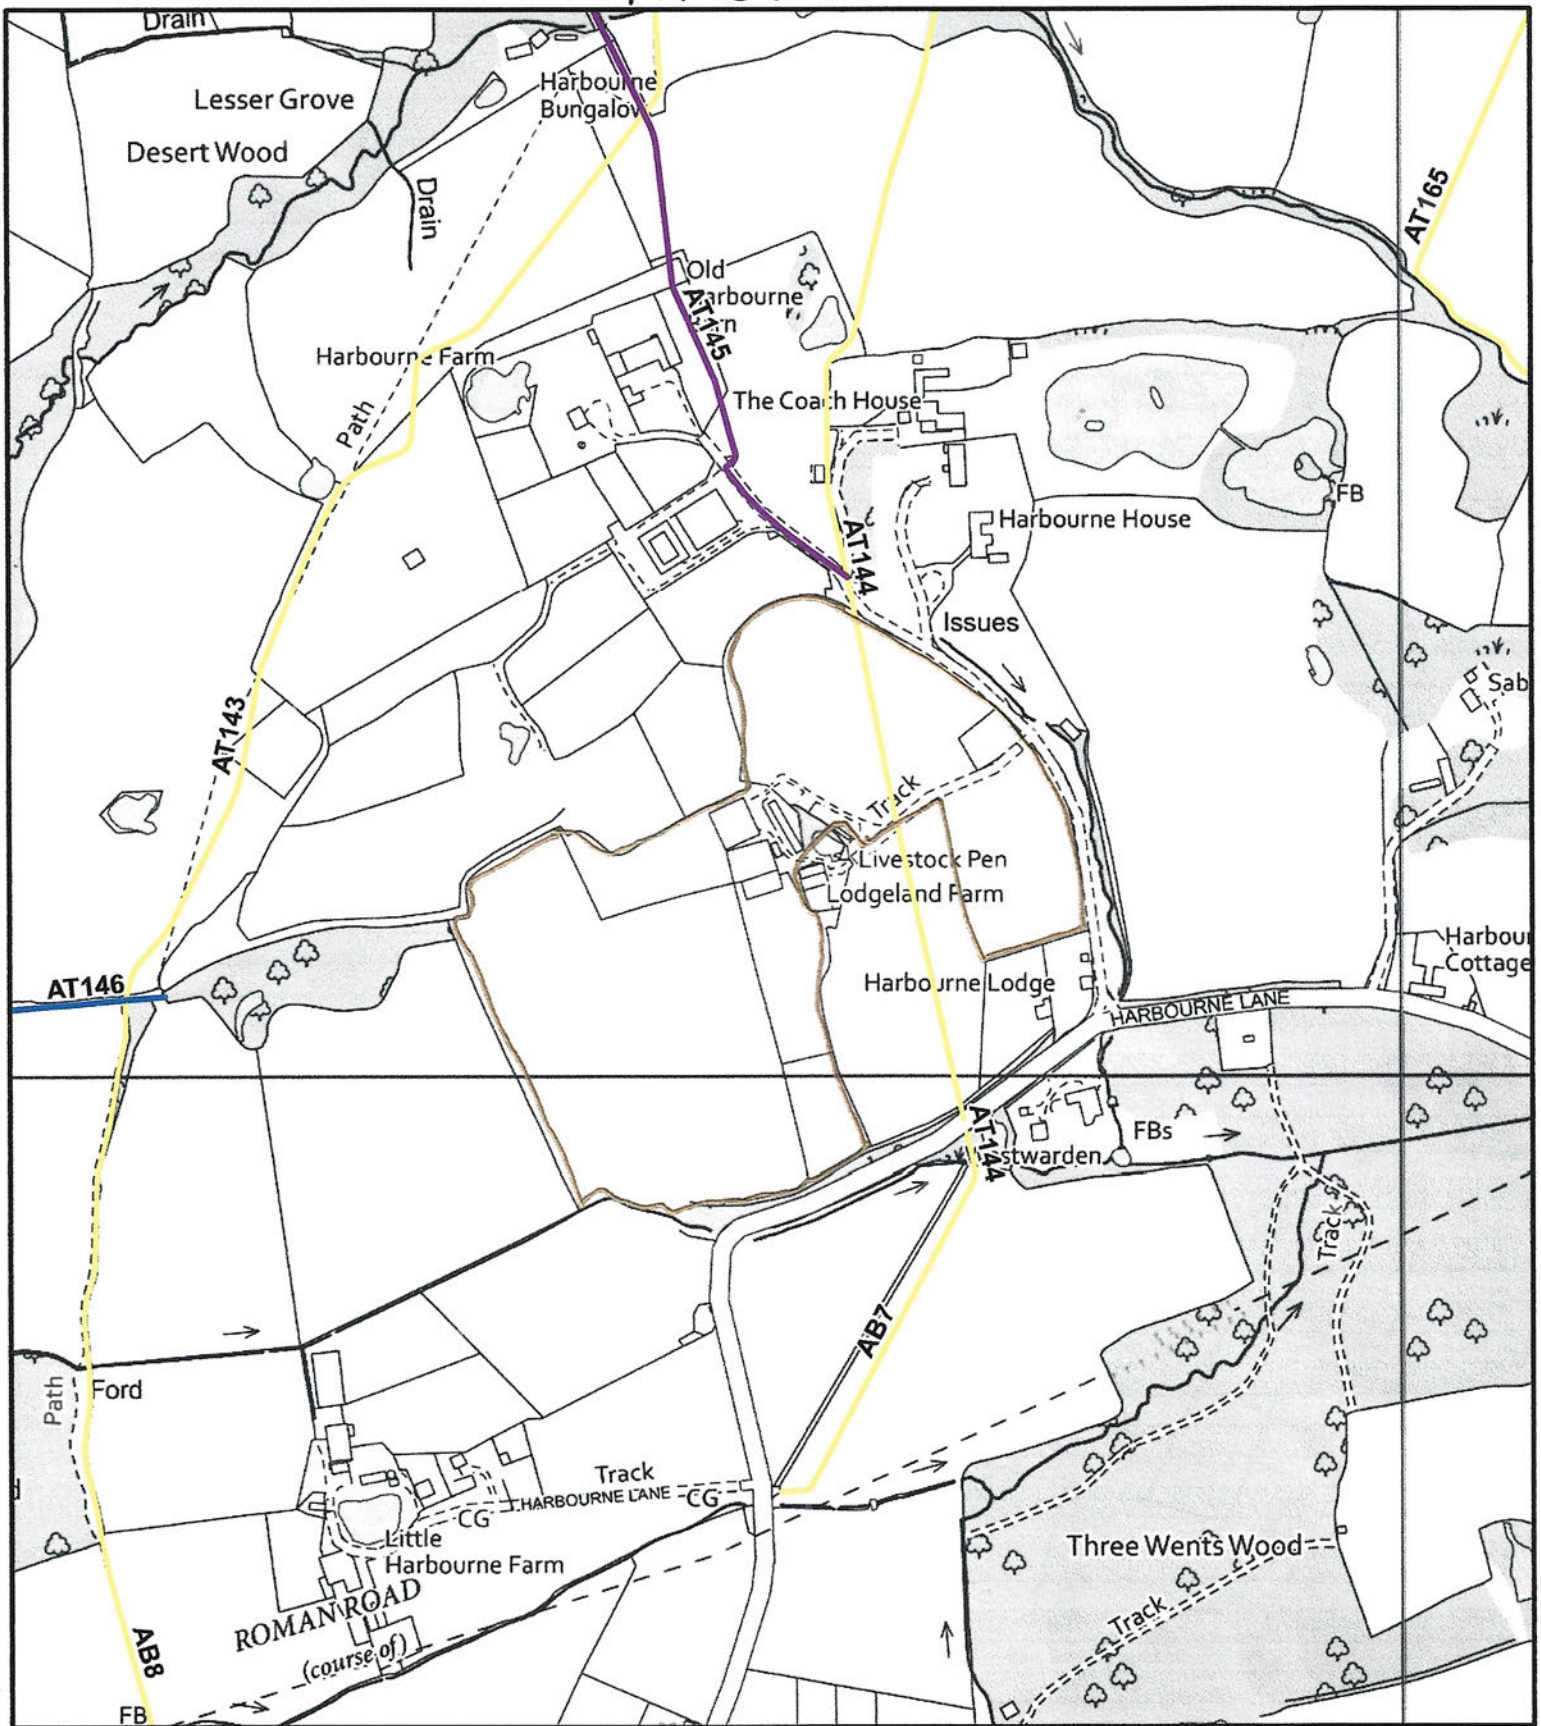 Drain
Lesser Grove
Desert Wood
Drain
Harbourne
Bungalow
AT165
Old
AT145
Harbourne Farm
Path
The Coach House
FB
Harbourne House
AT144
Issues
AT143
Track
Livestock Pen
Lodgeland Farm
Harbourne Lodge
AT146
HARBOURNE LANE
AT144
FBs
Track
AB7
Path
Ford
Track
HARBOURNE LANE
CG
CG
Little
Harbourne Farm
Three Wents Wood
ROMAN ROAD
(course of)
Track
AB8
FB